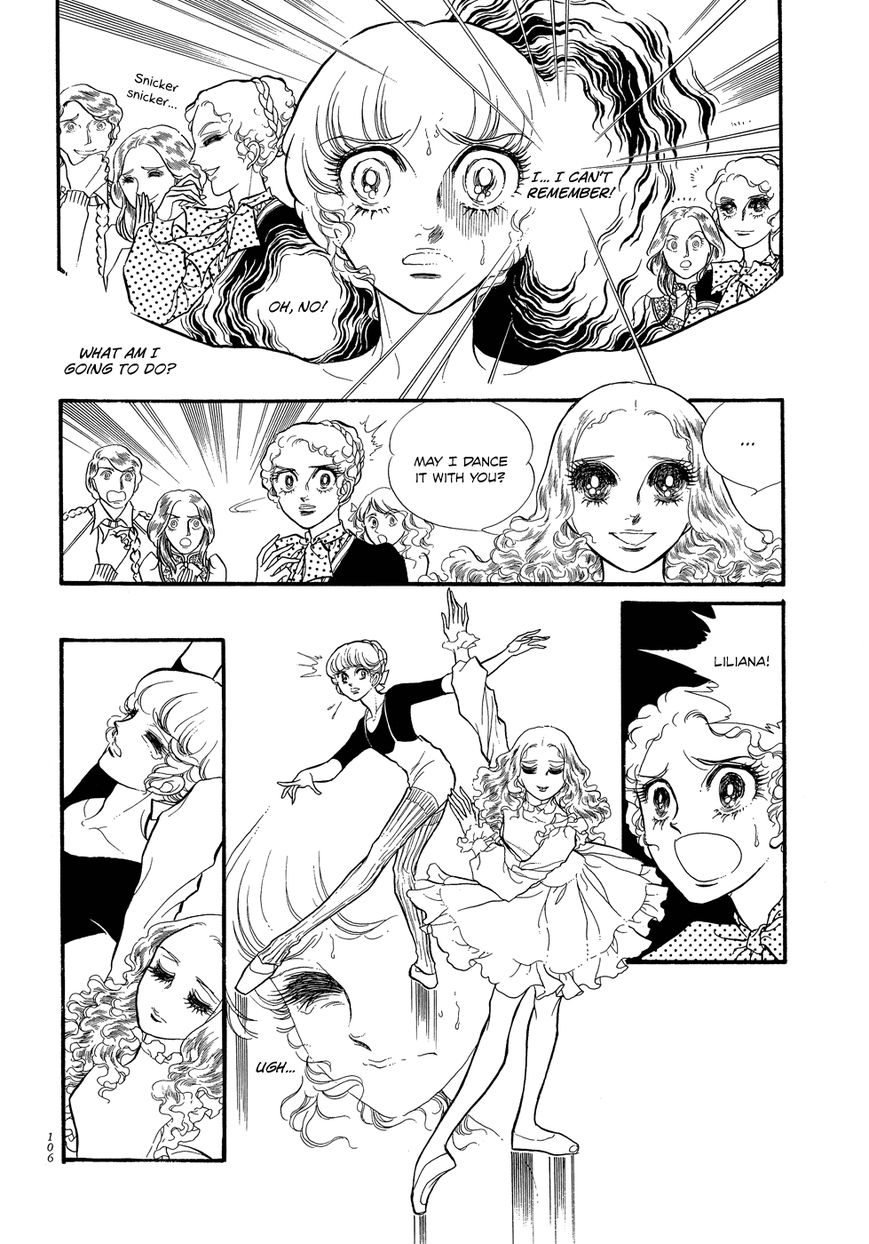 Snicker
snicker...
I... I CAN'T
REMEMBER!
OH, NO!
WHAT AM I
GOING TO DO?
MAY I DANCE
IT WITH YOU?
...
LILIANA!
UGH...
106